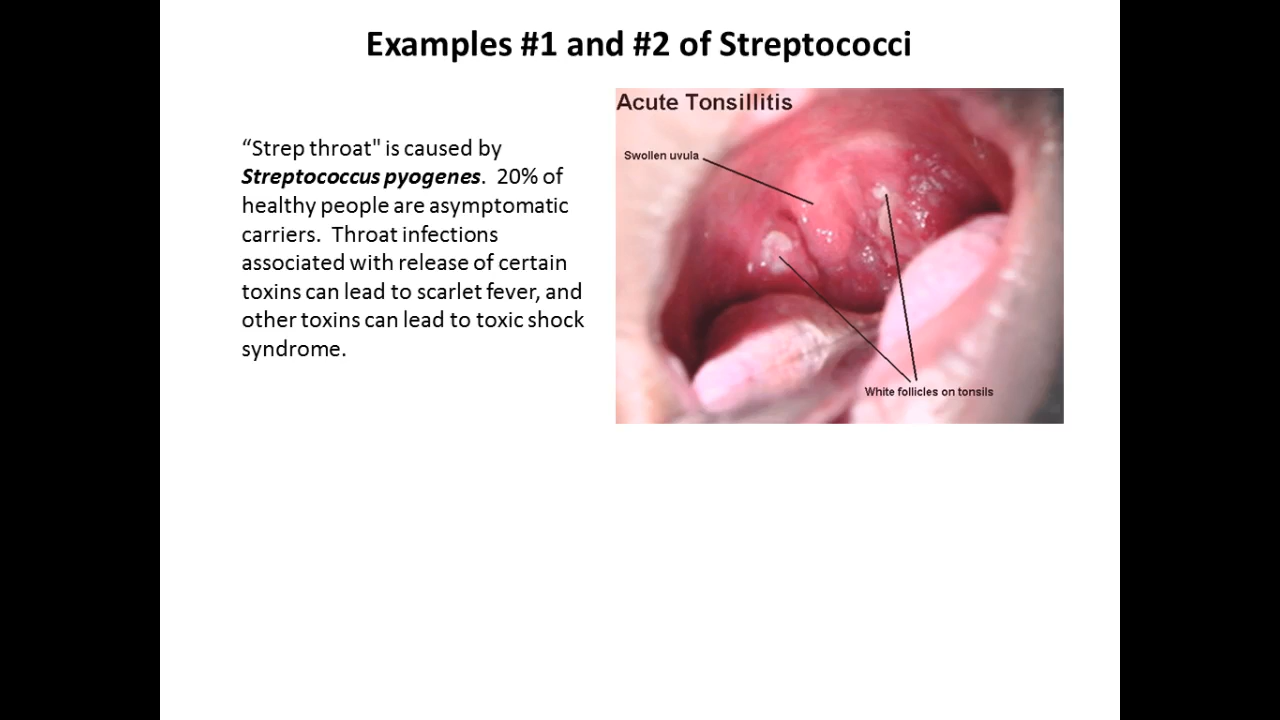 Examples #1 and #2 of Streptococci
“Strep throat" is caused by
Streptococcus pyogenes.  20% of
healthy people are asymptomatic
carriers.  Throat infections
associated with release of certain
toxins can lead to scarlet fever, and
other toxins can lead to toxic shock
syndrome.
Acute Tonsillitis
Swollen uvula
White follicles on tonsils